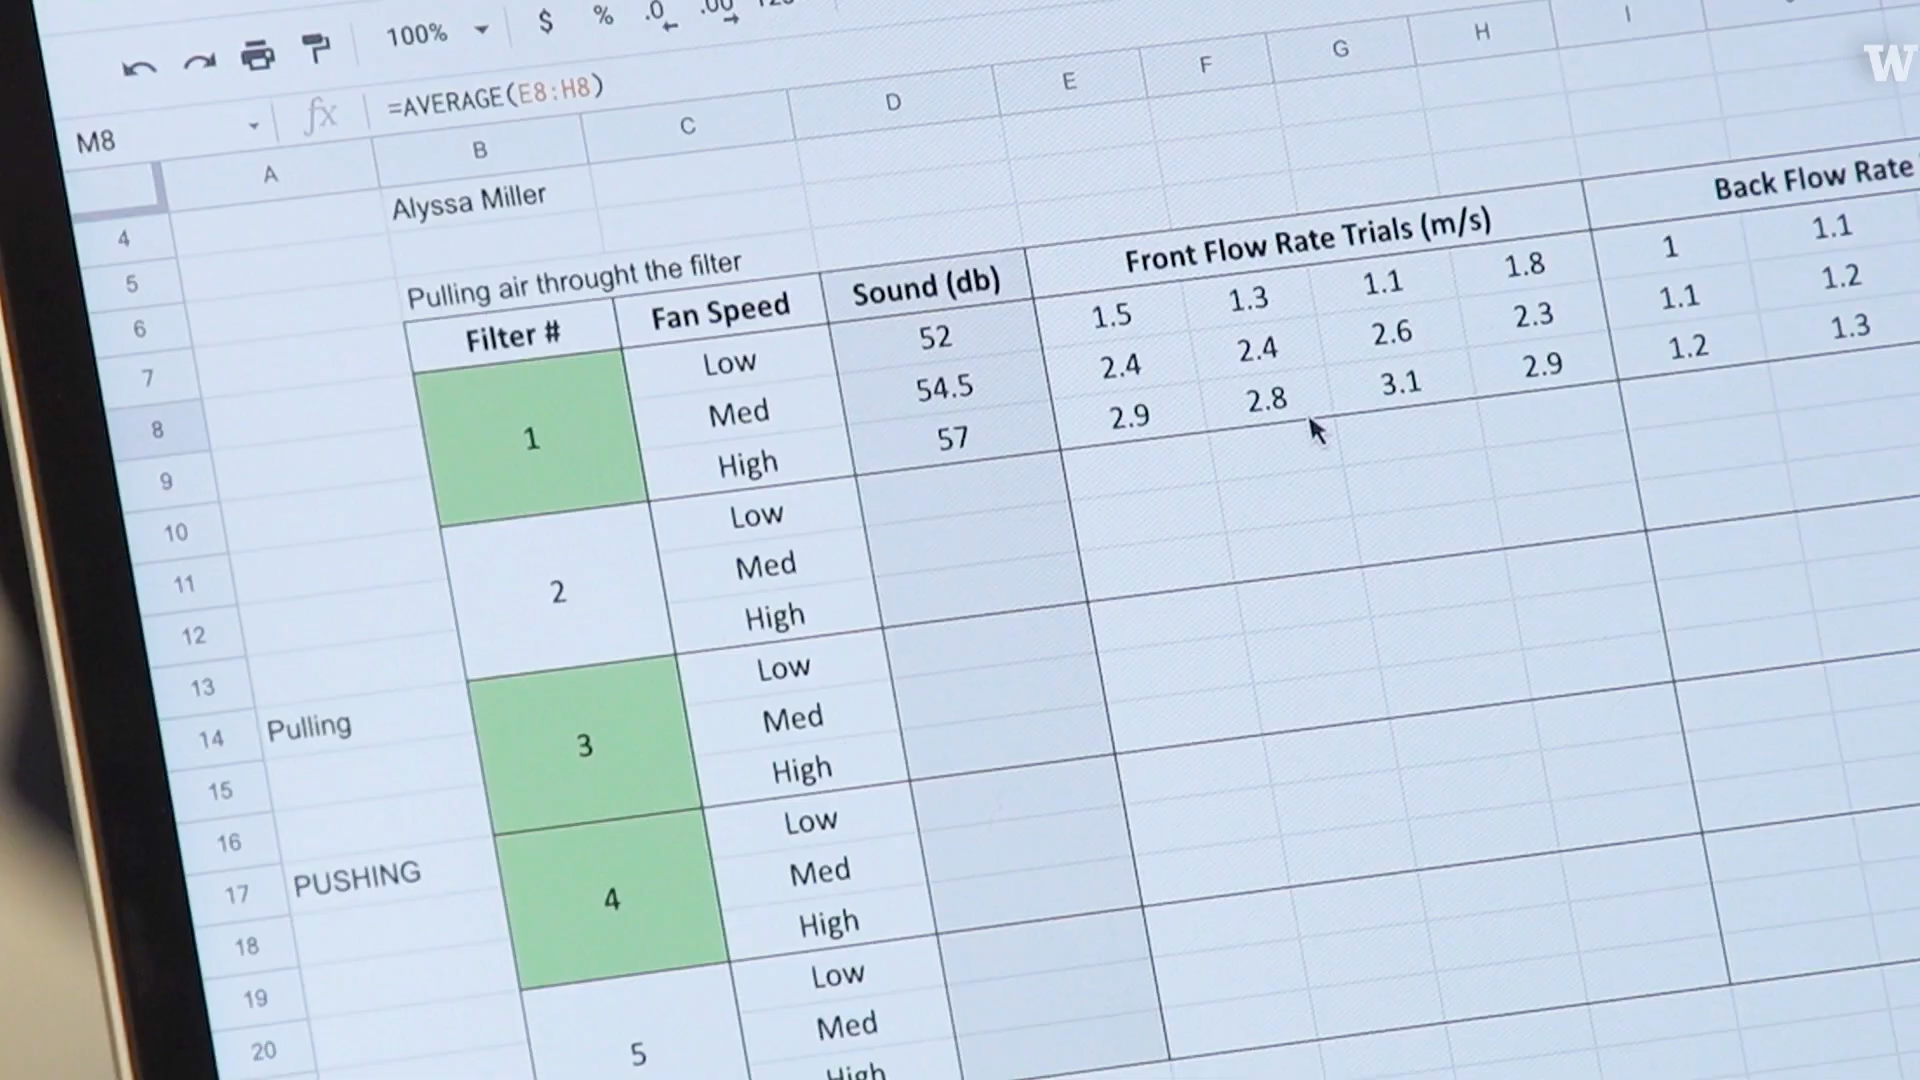 100% $ % .0 .00
M8 fx =AVERAGE(E8:H8)
A B C D E F G H I
4 Alyssa Miller
5
6 Pulling air throught the filter
7 Filter # Fan Speed Sound (db) Front Flow Rate Trials (m/s) Back Flow Rate
8 1 Low 52 1.5 1.3 1.1 1.8 1 1.1
9 Med 54.5 2.4 2.4 2.6 2.3 1.1 1.2
10 High 57 2.9 2.8 3.1 2.9 1.2 1.3
11 2 Low
12 Med
13 High
14 Pulling 3 Low
15 Med
16 High
17 PUSHING 4 Low
18 Med
19 High
20 5 Low
Med
High
W